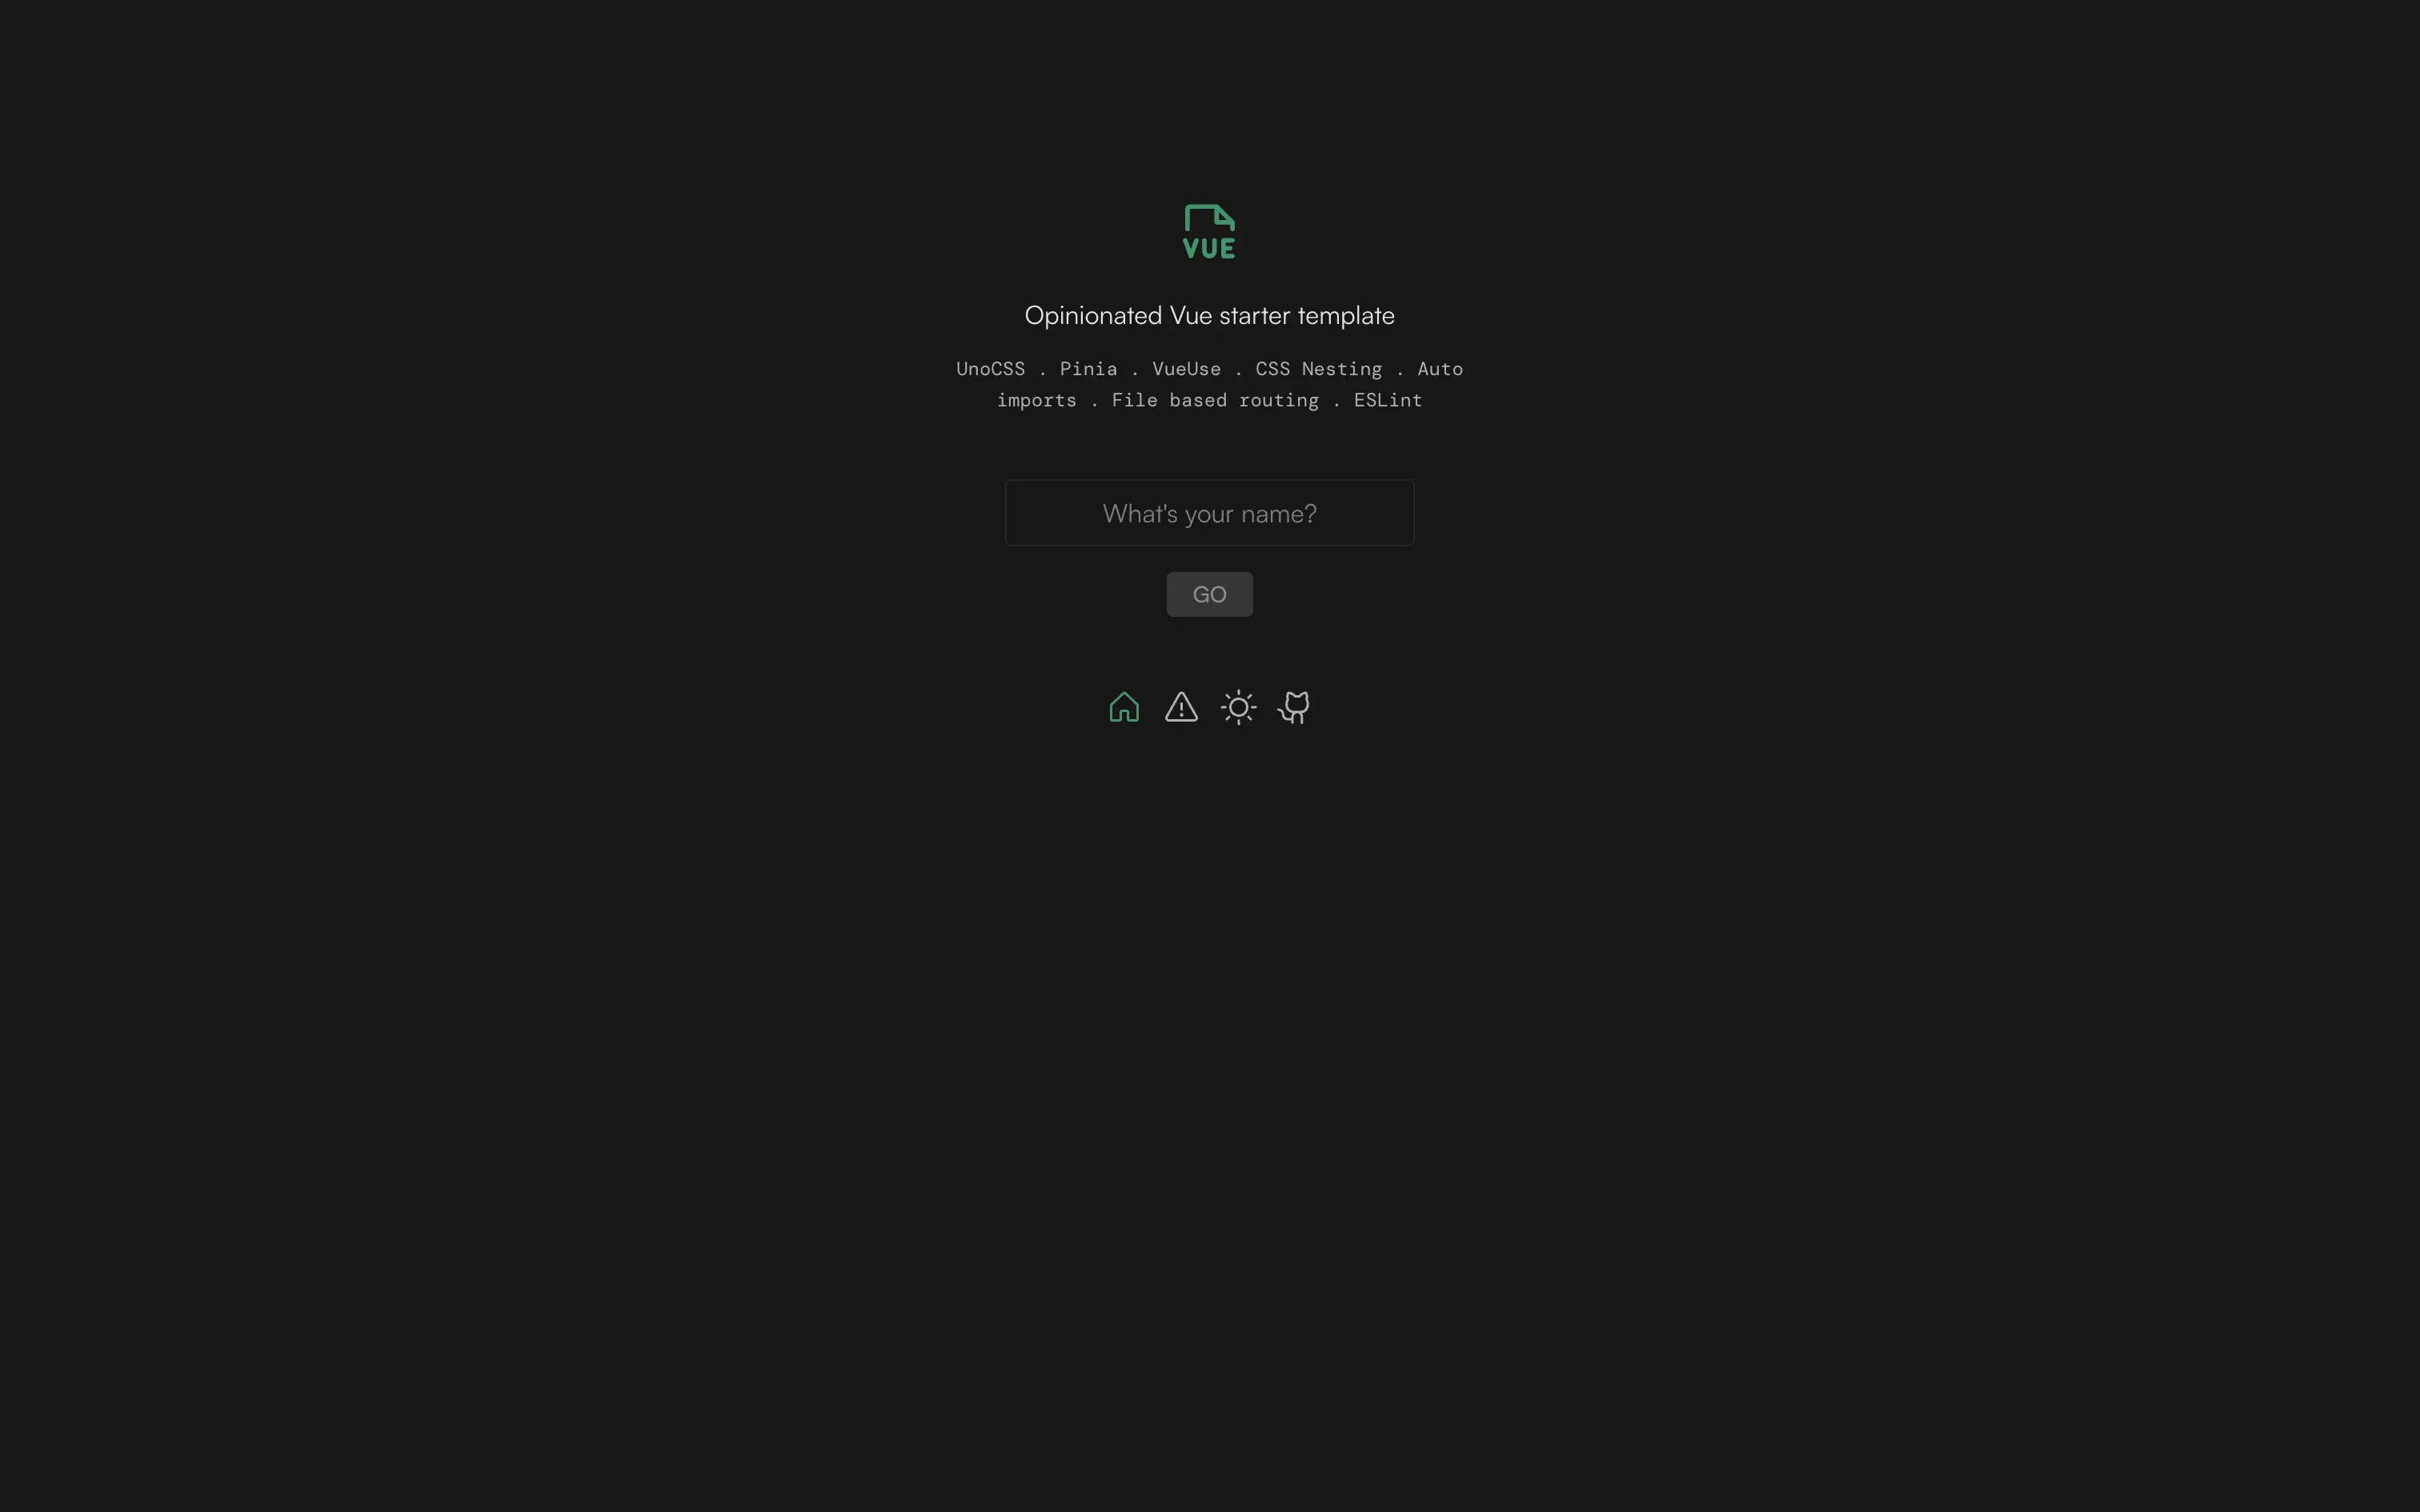 VUE
Opinionated Vue starter template
UnoCSS . Pinia . VueUse . CSS Nesting . Auto
imports . File based routing . ESLint
What's your name?
GO